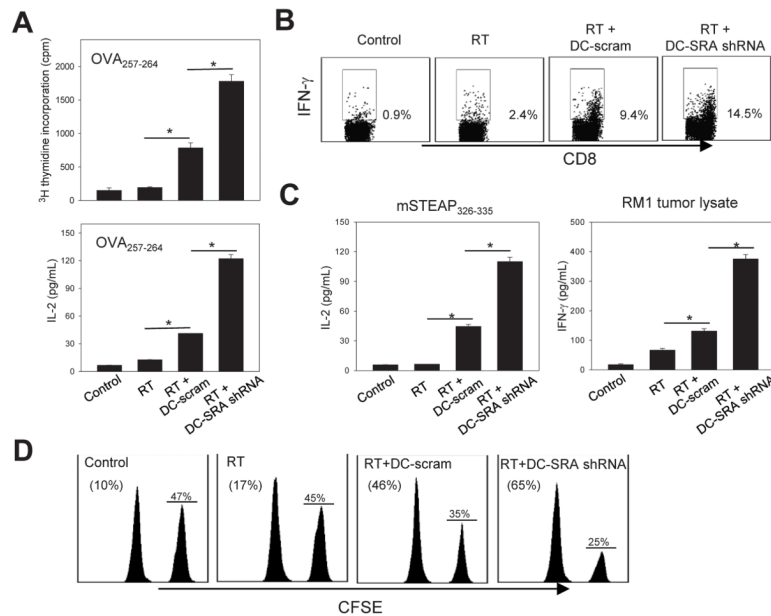 A
OVA257-264
3H thymidine incorporation (cpm)
2000
1500
1000
500
0
*
*
OVA257-264
IL-2 (pg/mL)
150
120
90
60
30
0
*
*
Control
RT
RT +
DC-scram
RT +
DC-SRA shRNA
B
Control
RT
RT +
DC-scram
RT +
DC-SRA shRNA
IFN-γ
0.9%
2.4%
9.4%
14.5%
CD8
C
mSTEAP326-335
IL-2 (pg/mL)
150
120
90
60
30
0
*
*
Control
RT
RT +
DC-scram
RT +
DC-SRA shRNA
RM1 tumor lysate
IFN-γ (pg/mL)
500
400
300
200
100
0
*
*
Control
RT
RT +
DC-scram
RT +
DC-SRA shRNA
D
Control
(10%)
47%
RT
(17%)
45%
RT+DC-scram
(46%)
35%
RT+DC-SRA shRNA
(65%)
25%
CFSE